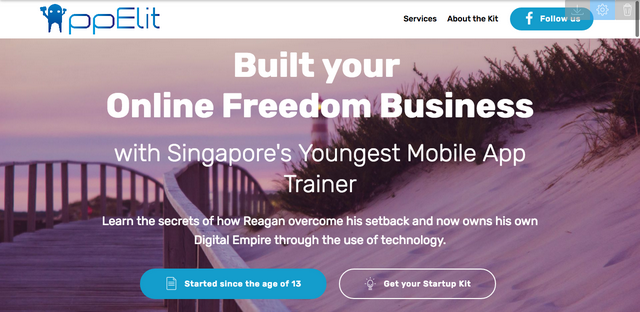 ppElit
Services
About the Kit
Follow us
Built your
Online Freedom Business
with Singapore's Youngest Mobile App
Trainer
Learn the secrets of how Reagan overcome his setback and now owns his own
Digital Empire through the use of technology.
Started since the age of 13
Get your Startup Kit